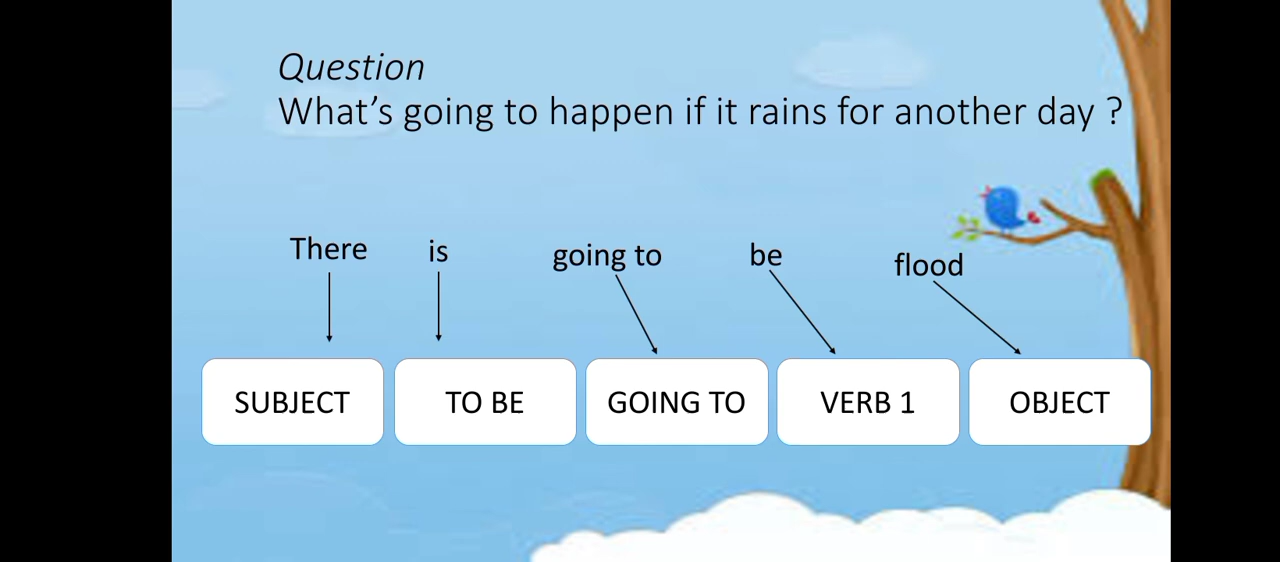 Question
What’s going to happen if it rains for another day ?
There is going to be flood
SUBJECT TO BE GOING TO VERB 1 OBJECT